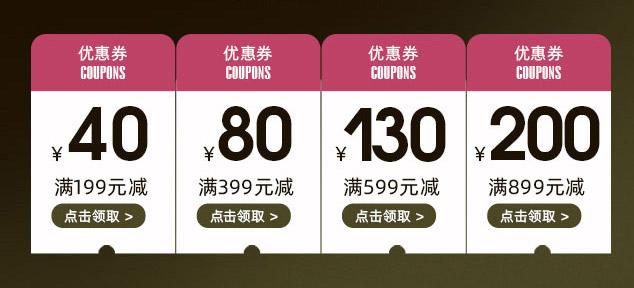 优惠券
COUPONS
¥40
满199元减
点击领取 >
优惠券
COUPONS
¥80
满399元减
点击领取 >
优惠券
COUPONS
¥130
满599元减
点击领取 >
优惠券
COUPONS
¥200
满899元减
点击领取 >